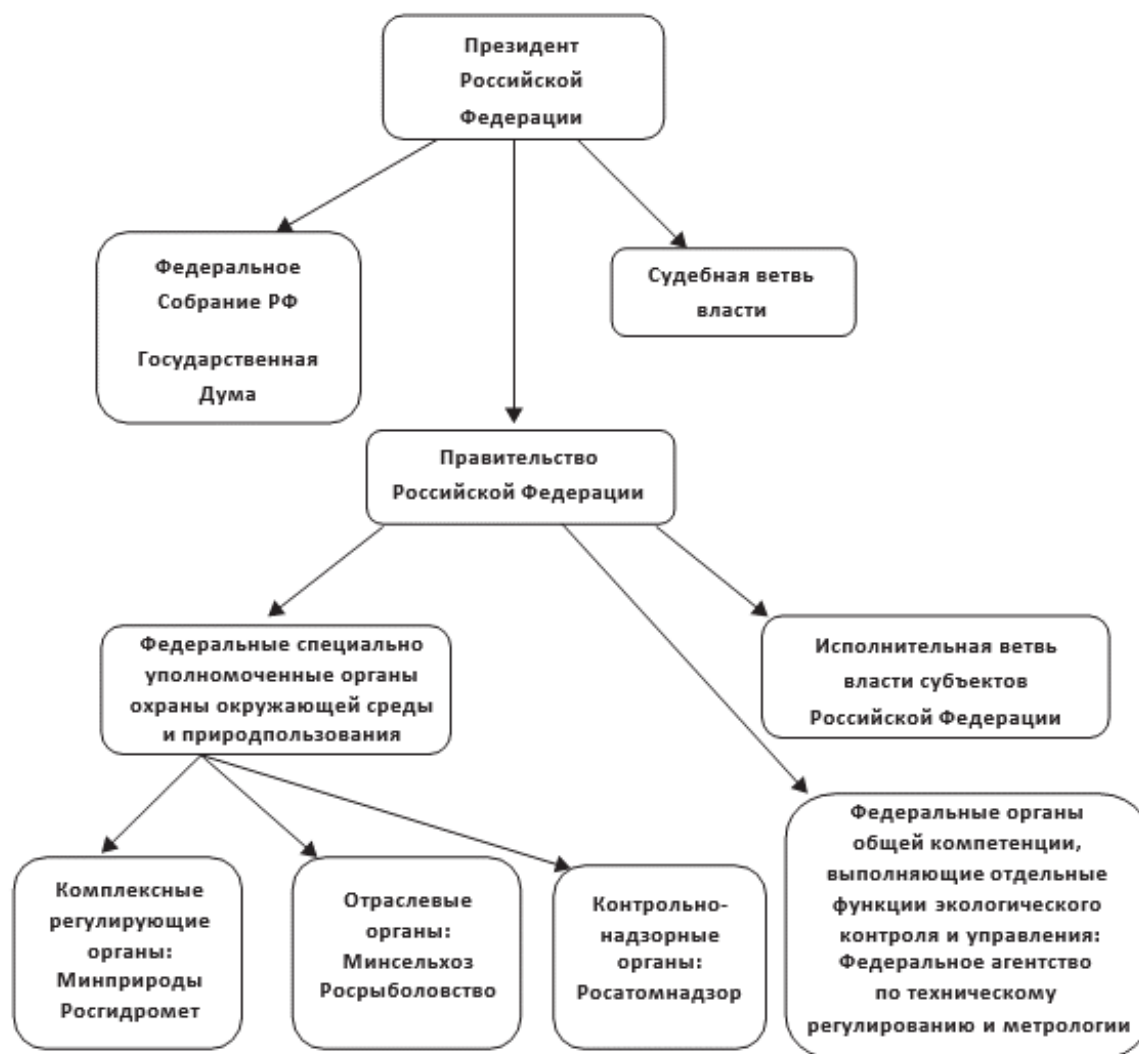 Президент
Российской
Федерации
Федеральное
Собрание РФ
Государственная
Дума
Судебная ветвь
власти
Правительство
Российской Федерации
Федеральные специально
уполномоченные органы
охраны окружающей среды
и природпользования
Исполнительная ветвь
власти субъектов
Российской Федерации
Комплексные
регулирующие
органы:
Минприроды
Росгидромет
Отраслевые
органы:
Минсельхоз
Росрыболовство
Контрольно-
надзорные
органы:
Росатомнадзор
Федеральные органы
общей компетенции,
выполняющие отдельные
функции экологического
контроля и управления:
Федеральное агентство
по техническому
регулированию и метрологии